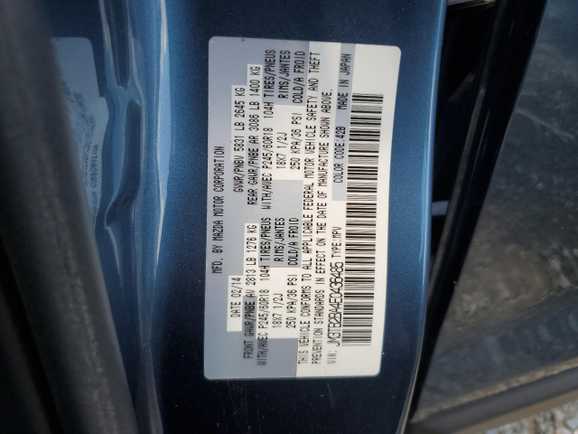 MFD. BY MAZDA MOTOR CORPORATION
DATE: 02/14 GVWR/PNBV 5831 LB 2645 KG
FRONT GAWR/PNBE AV 2813 LB 1276 KG REAR GAWR/PNBE AR 3086 LB 1400 KG
WITH/AVEC P245/60R18 104H TIRES/PNEUS WITH/AVEC P245/60R18 104H TIRES/PNEUS
18X7 1/2J RIMS/JANTES 18X7 1/2J RIMS/JANTES
250 KPA/36 PSI COLD/A FROID 250 KPA/36 PSI COLD/A FROID
THIS VEHICLE CONFORMS TO ALL APPLICABLE FEDERAL MOTOR VEHICLE SAFETY AND THEFT
PREVENTION STANDARDS IN EFFECT ON THE DATE OF MANUFACTURE SHOWN ABOVE.
VIN: JM3TB2BA4E0436485 TYPE:MPV COLOR CODE:42B MADE IN JAPAN